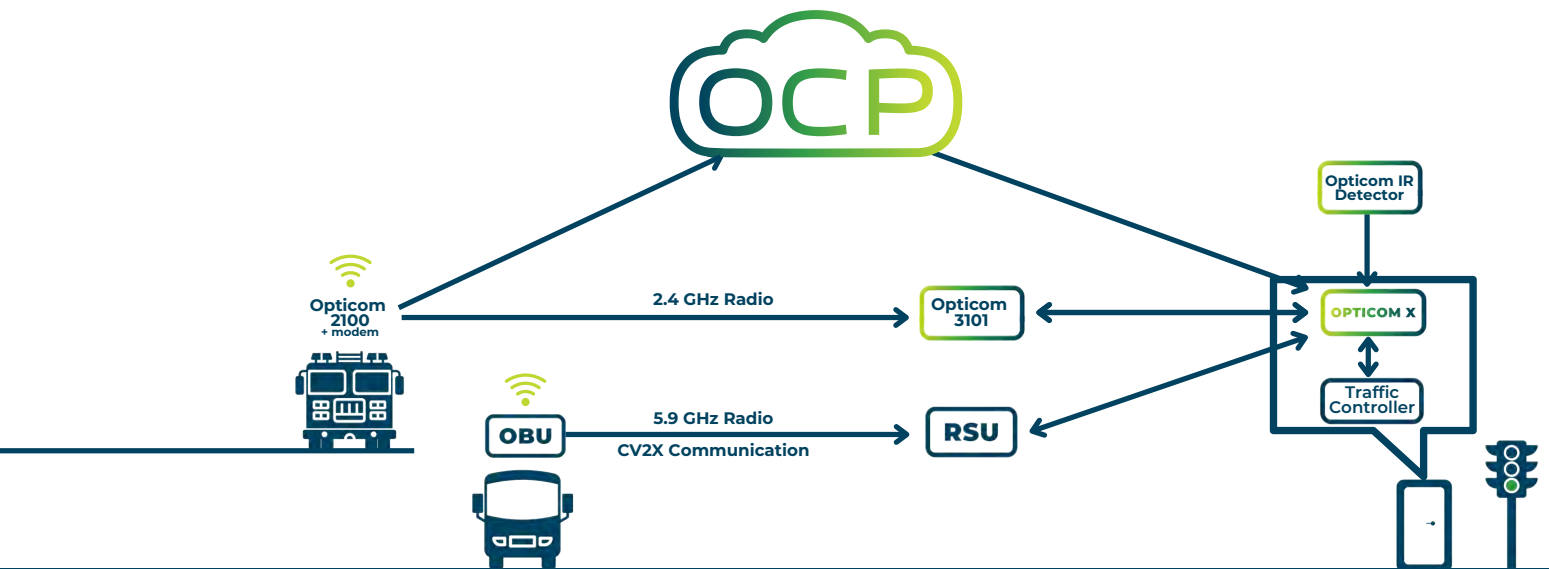 OCP
Opticom IR
Detector
Opticom
2100
+ modem
2.4 GHz Radio
Opticom
3101
OPTICOM X
Traffic
Controller
OBU
5.9 GHz Radio
CV2X Communication
RSU